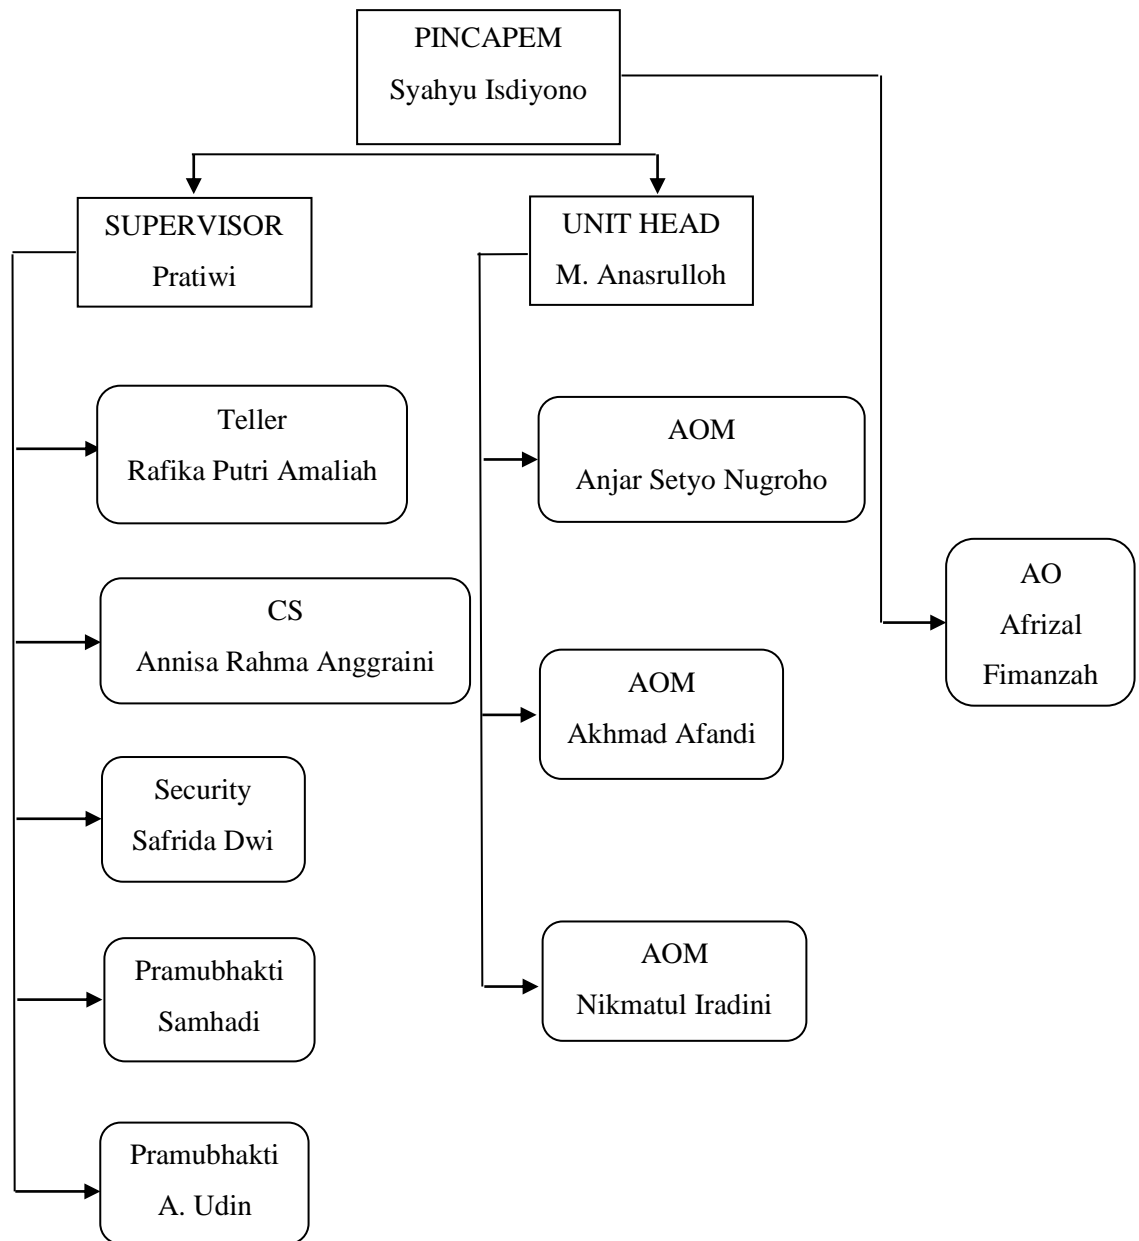 PINCAPEM
Syahyu Isdiyono
SUPERVISOR
Pratiwi
UNIT HEAD
M. Anasrulloh
Teller
Rafika Putri Amaliah
CS
Annisa Rahma Anggraini
Security
Safrida Dwi
Pramubhakti
Samhadi
Pramubhakti
A. Udin
AOM
Anjar Setyo Nugroho
AOM
Akhmad Afandi
AOM
Nikmatul Iradini
AO
Afrizal
Fimanzah